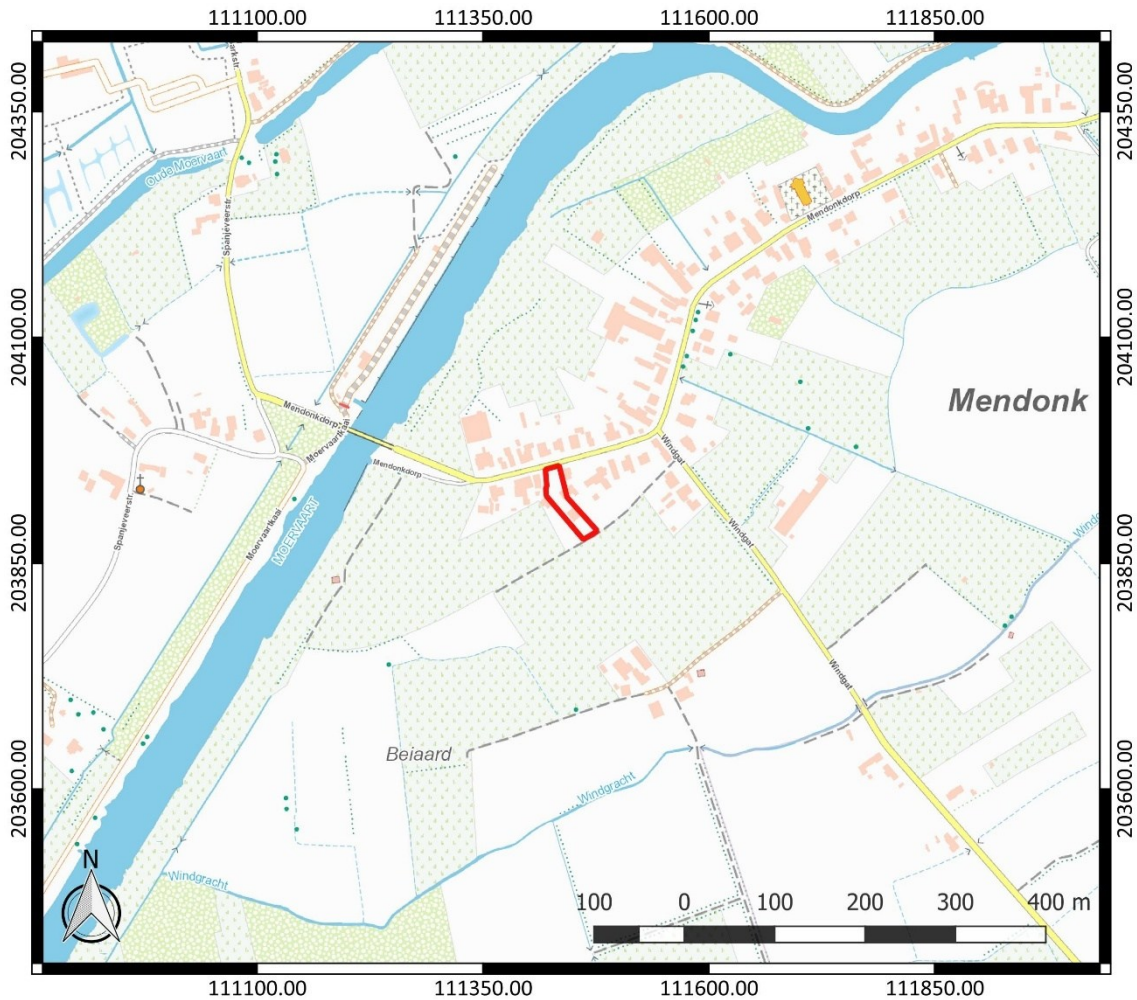 111100.00 111350.00 111600.00 111850.00
204350.00
204350.00
Oude Moervaart
Spanjeveerstr.
Mendonkdorp
204100.00
204100.00
Mendonk
Mendonkdorp
Moervaartkaai
Mendonkdorp
Windgat
Spanjeveerstr.
Moervaartkaai
MOERVAART
Windgat
203850.00
203850.00
Windgat
Beiaard
Windgracht
203600.00
203600.00
Windgracht
N
100 0 100 200 300 400 m
111100.00 111350.00 111600.00 111850.00